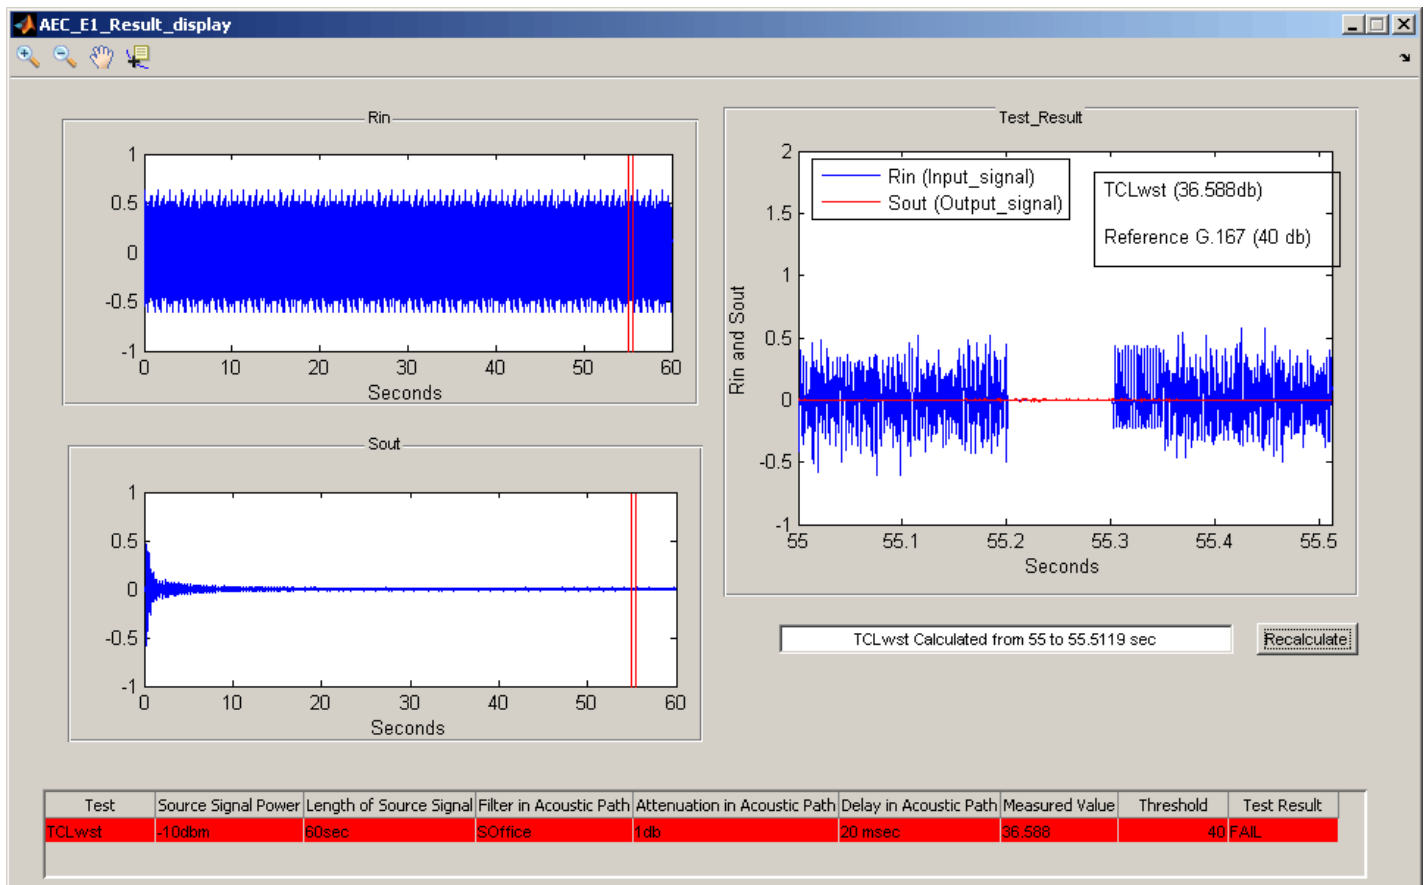 AEC_E1_Result_display
Rin
1
0.5
0
-0.5
-1
0 10 20 30 40 50 60
Seconds
Sout
1
0.5
0
-0.5
-1
0 10 20 30 40 50 60
Seconds
Test_Result
Rin and Sout
2
1.5
1
0.5
0
-0.5
-1
Rin (Input_signal)
Sout (Output_signal)
TCLwst (36.588db)
Reference G.167 (40 db)
55 55.1 55.2 55.3 55.4 55.5
Seconds
TCLwst Calculated from 55 to 55.5119 sec
Recalculate
Test Source Signal Power Length of Source Signal Filter in Acoustic Path Attenuation in Acoustic Path Delay in Acoustic Path Measured Value Threshold Test Result
TCLwst -10dbm 60sec SOffice 1db 20 msec 36.588 40 FAIL